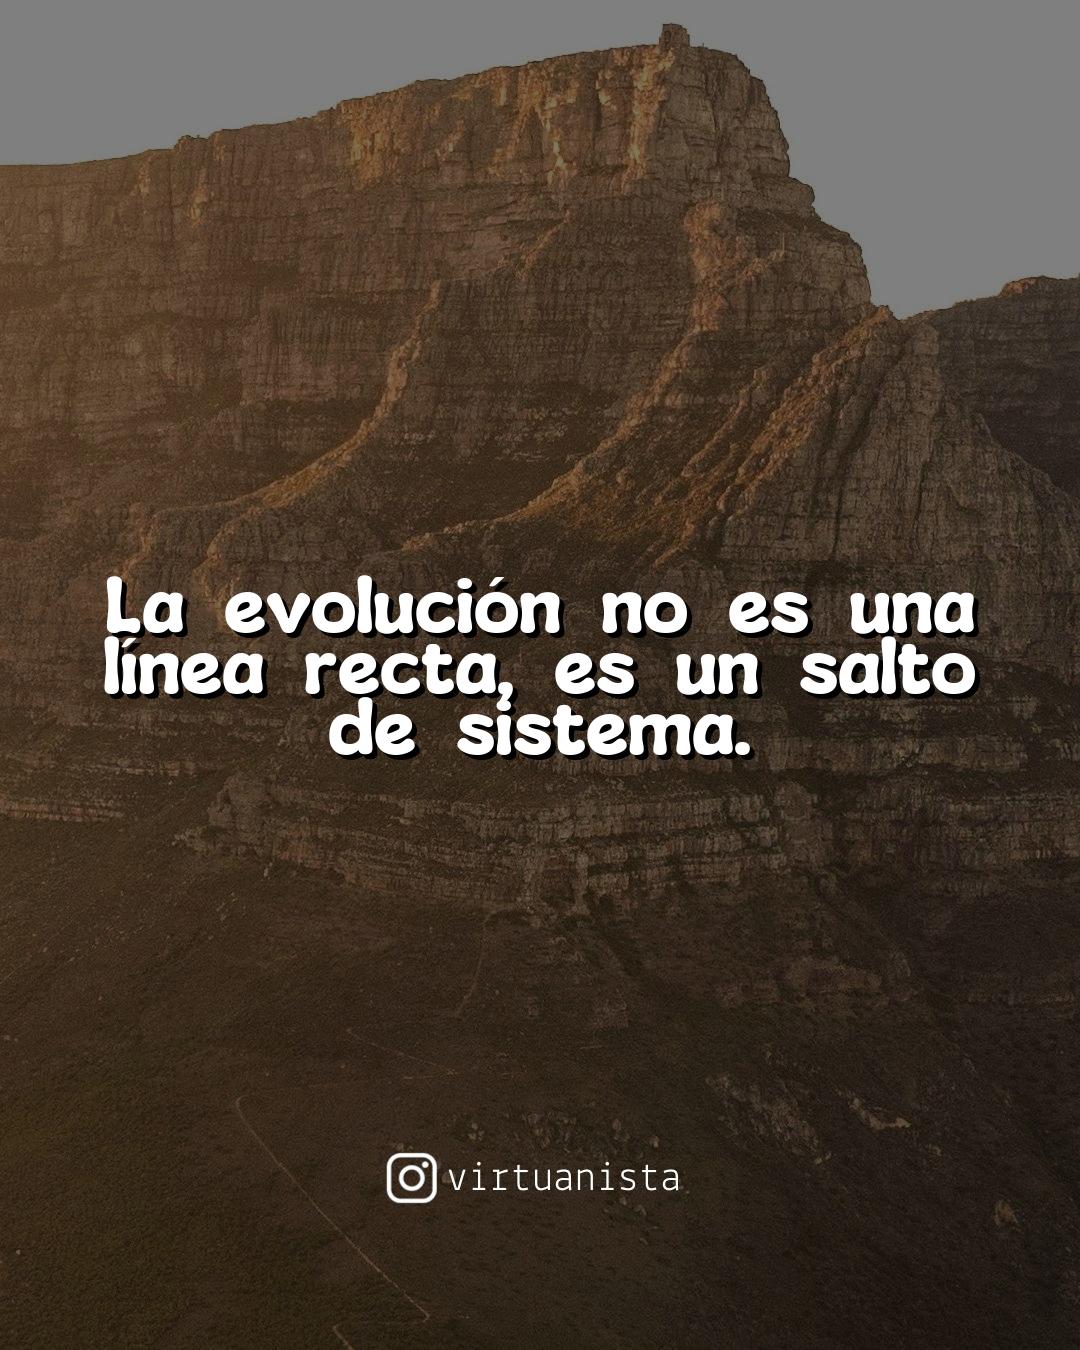 La evolución no es una
línea recta, es un salto
de sistema.
virtuanista